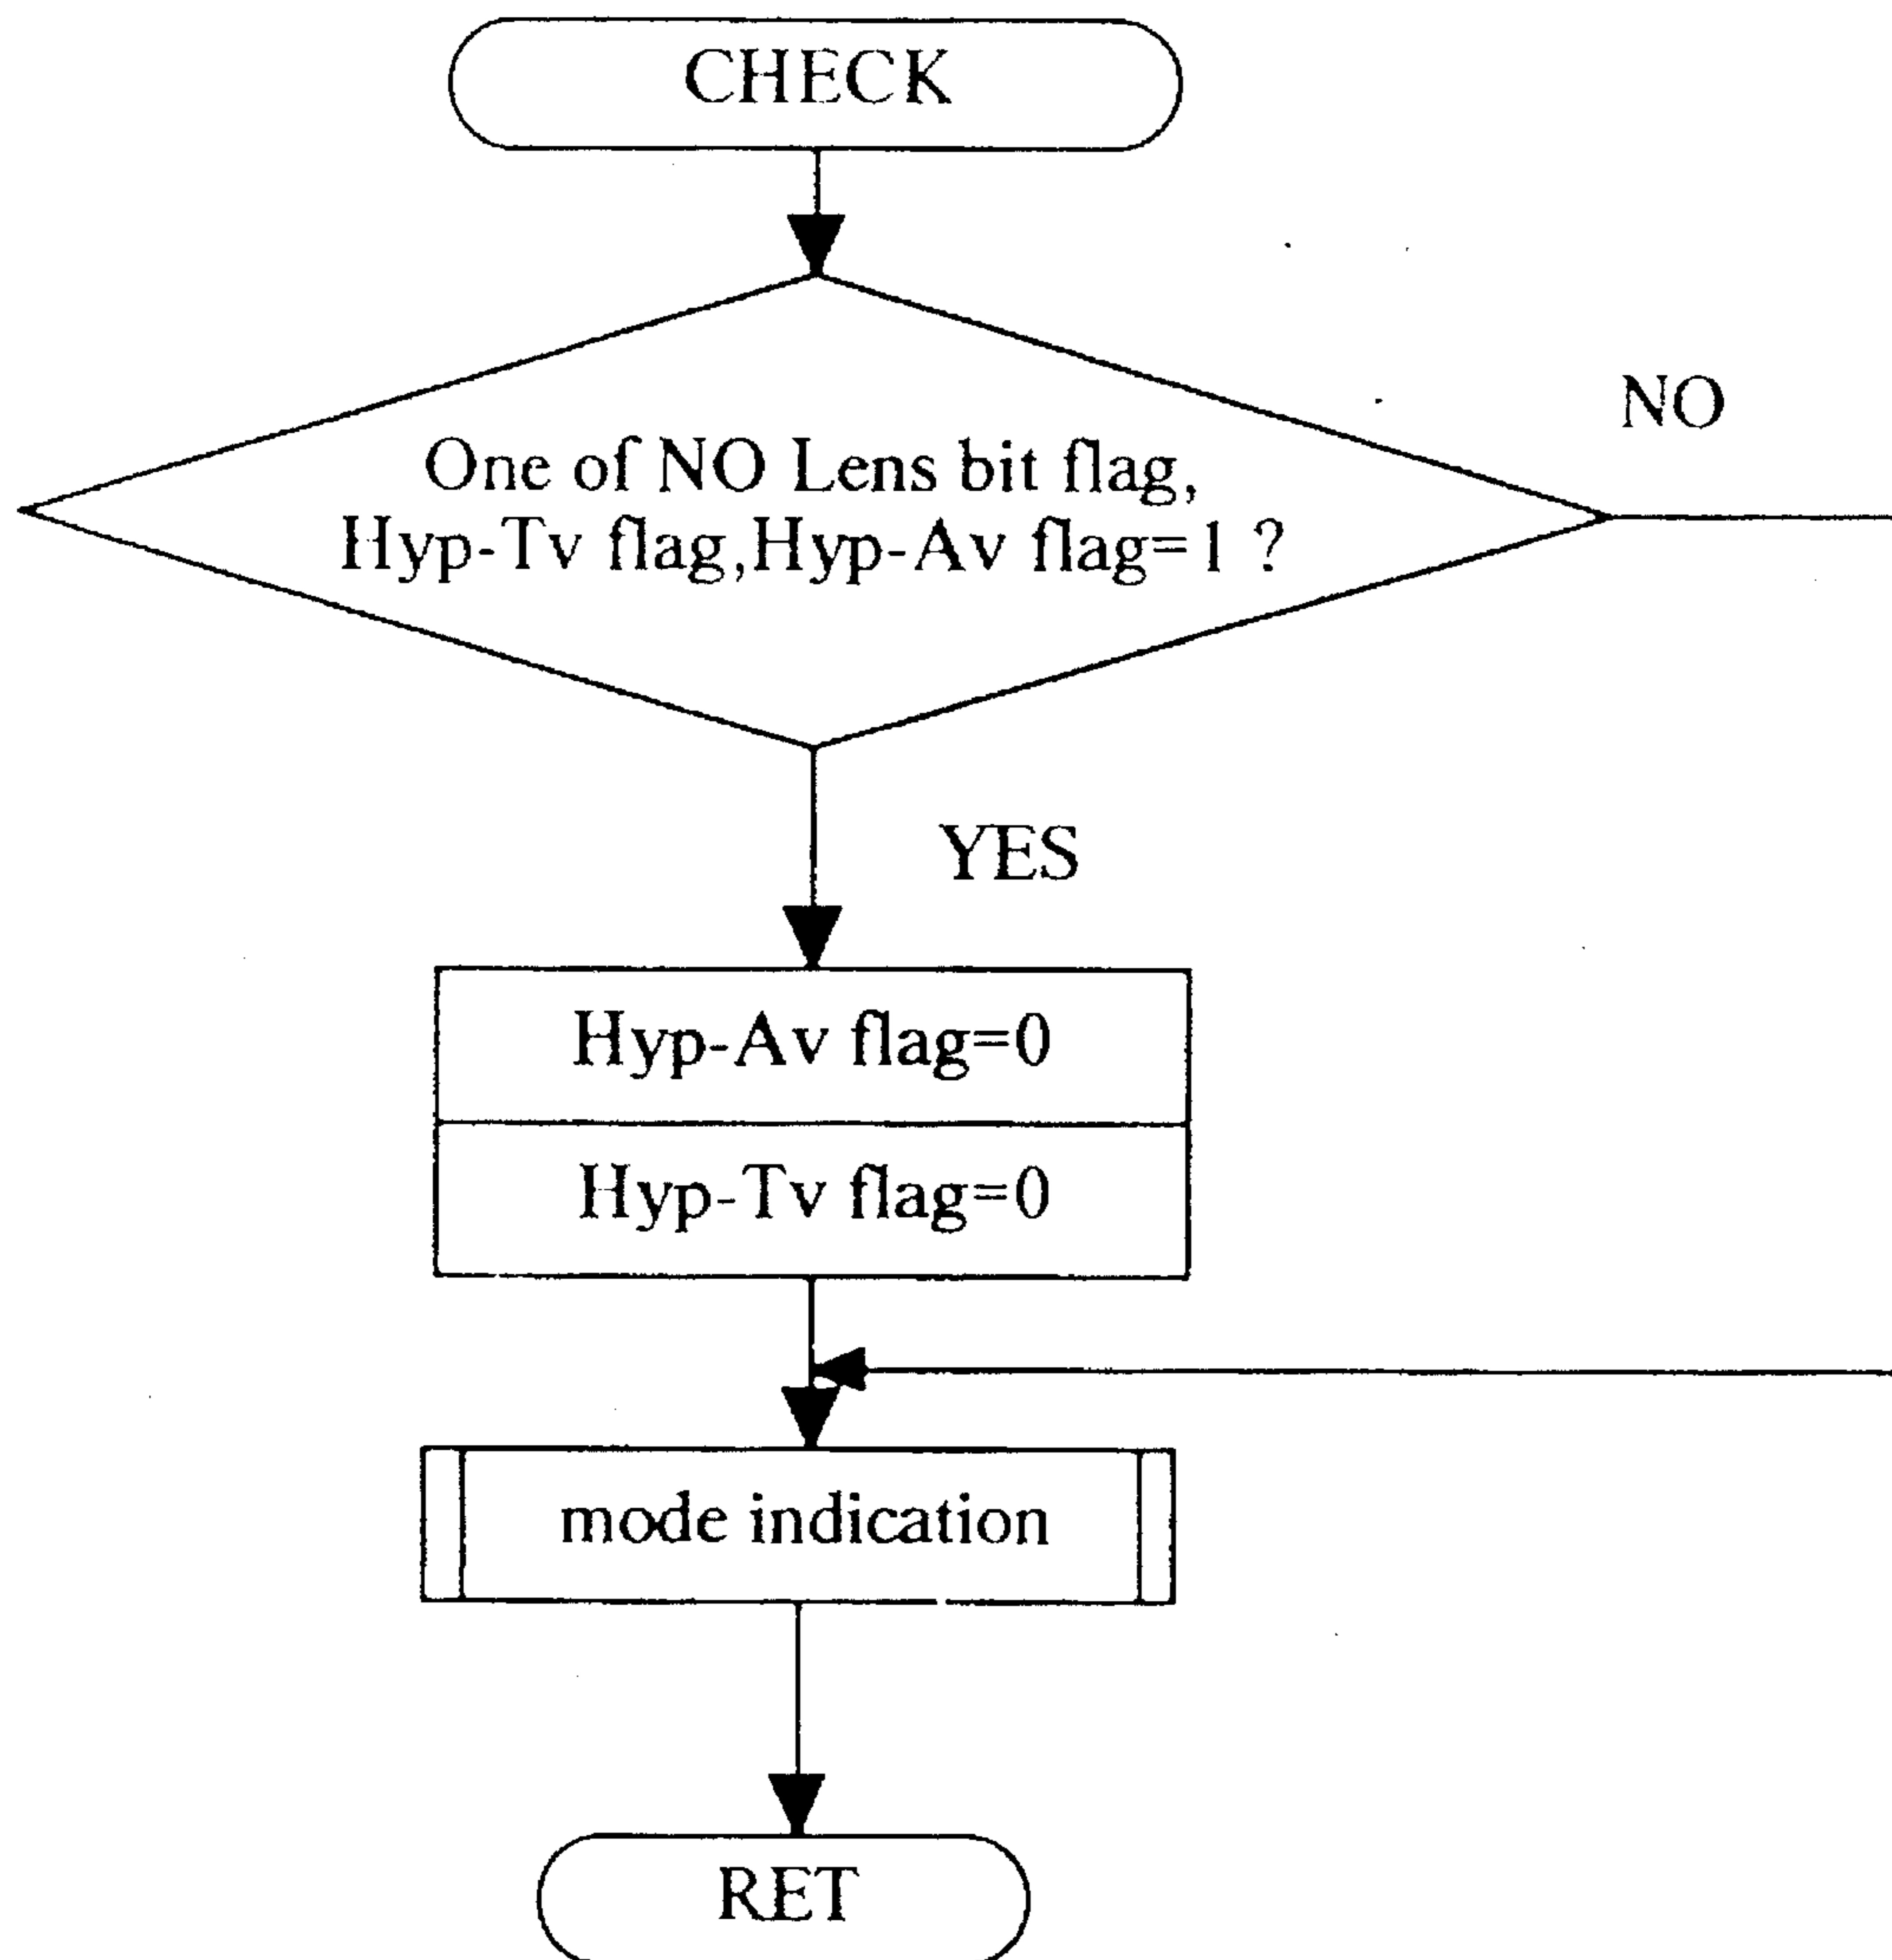 CHECK
One of NO Lens bit flag,
Hyp-Tv flag,Hyp-Av flag=1 ?
NO
YES
Hyp-Av flag=0
Hyp-Tv flag=0
mode indication
RET